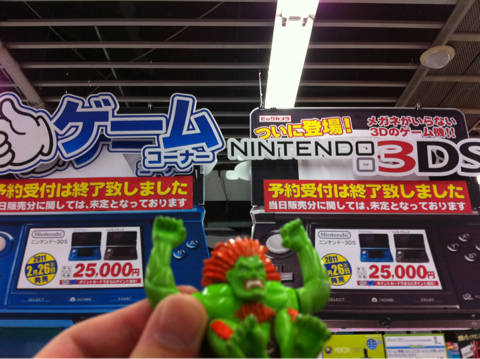 ゲーム
コーナー
予約受付は終了致しました
当日販売分に関しては、未定となっております
Nintendo
ニンテンドー3DS
2011
2月26日
発売
25,000円
SELECT
HOME
ビックカメラ
ついに登場!
メガネがいらない
3Dのゲーム機!!
NINTENDO 3DS
予約受付は終了致しました
当日販売分に関しては、未定となっております
Nintendo
ニンテンドー3DS
2011
2月26日
発売
25,000円
SELECT
HOME
START
XBOX